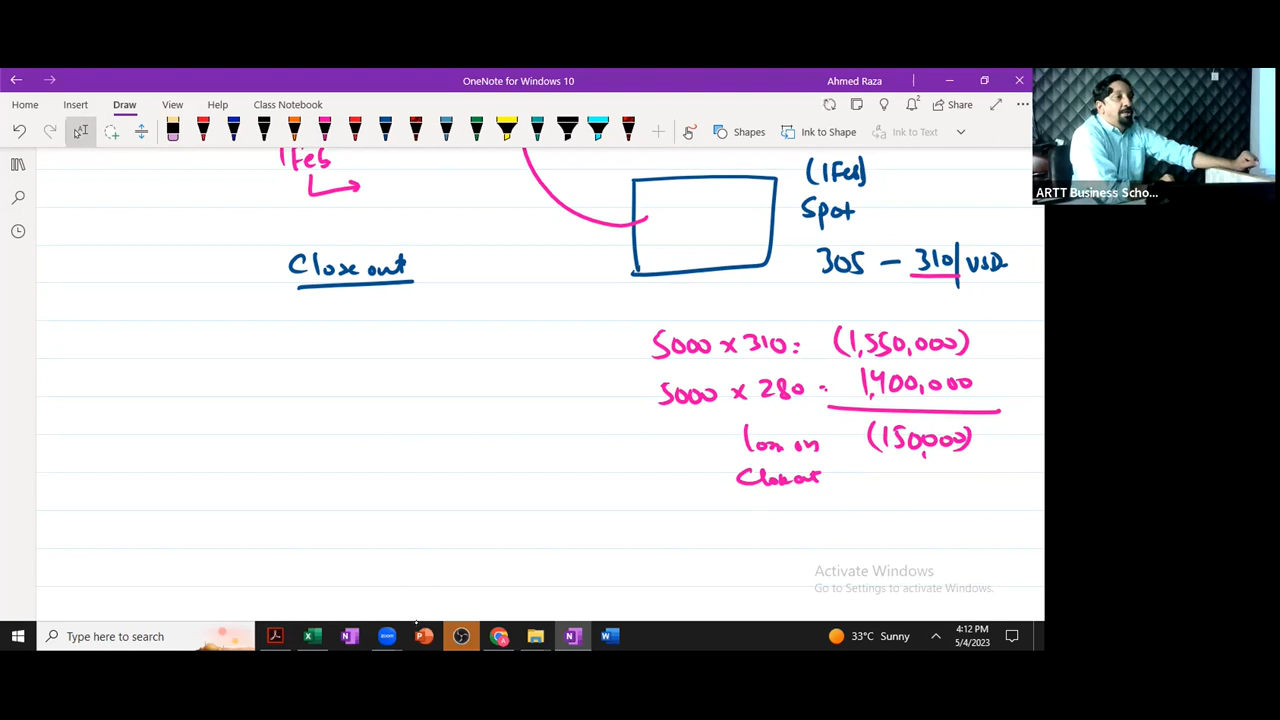 OneNote for Windows 10
Ahmed Raza
Home Insert Draw View Help Class Notebook
Share
Shapes
Ink to Shape
Ink to Text
ARTT Business Scho...
1Feb
(1Feb)
Spot
Close out
305 - 310/USD
5000 x 310 = (1,550,000)
5000 x 280 = 1,400,000
loss on (150,000)
Close out
Activate Windows
Go to Settings to activate Windows.
Type here to search
33°C Sunny
4:12 PM
5/4/2023